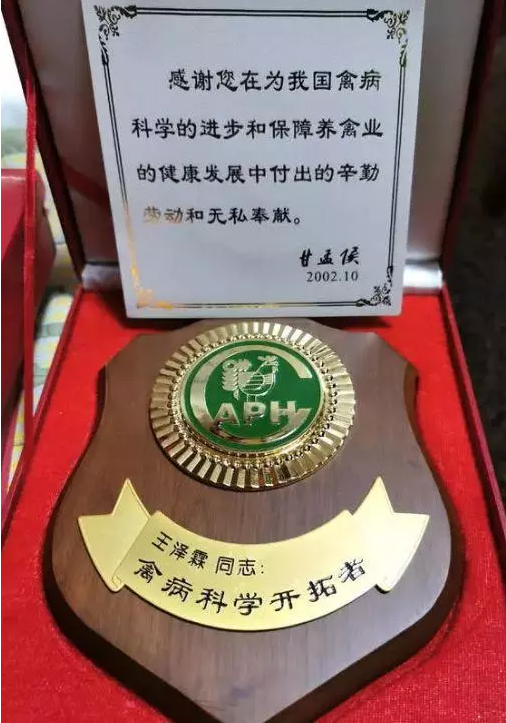 感谢您在为我国禽病
科学的进步和保障养禽业
的健康发展中付出的辛勤
劳动和无私奉献。
甘孟侯
2002.10
APH
王泽霖 同志:
禽病科学开拓者